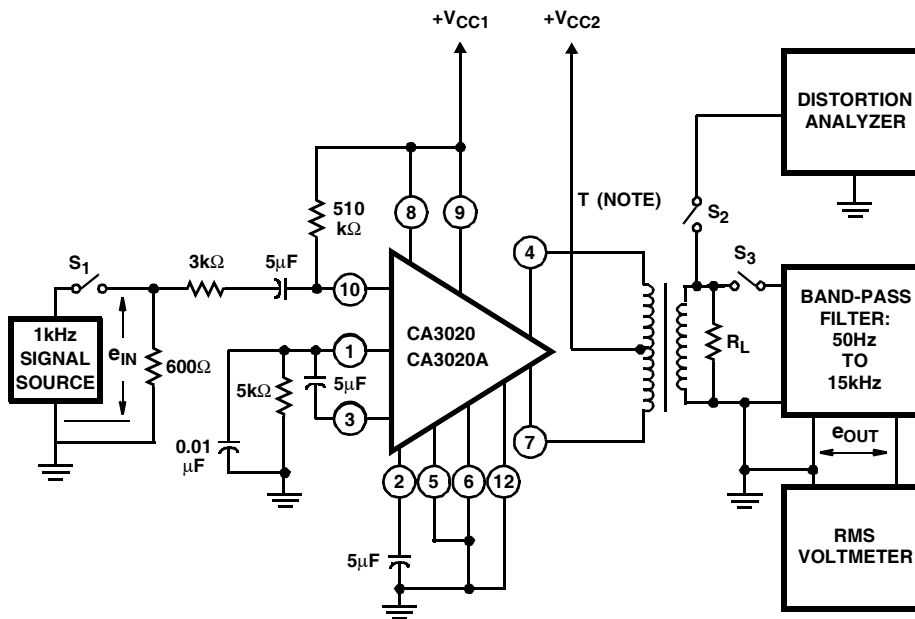 +VCC1
+VCC2
DISTORTION
ANALYZER
T (NOTE)
S2
S3
510
kΩ
8
9
4
S1
3kΩ
5μF
10
BAND-PASS
FILTER:
50Hz
TO
15kHz
1kHz
SIGNAL
SOURCE
eIN
600Ω
CA3020
CA3020A
RL
1
5kΩ
5μF
3
0.01
μF
7
eOUT
2
5
6
12
5μF
RMS
VOLTMETER